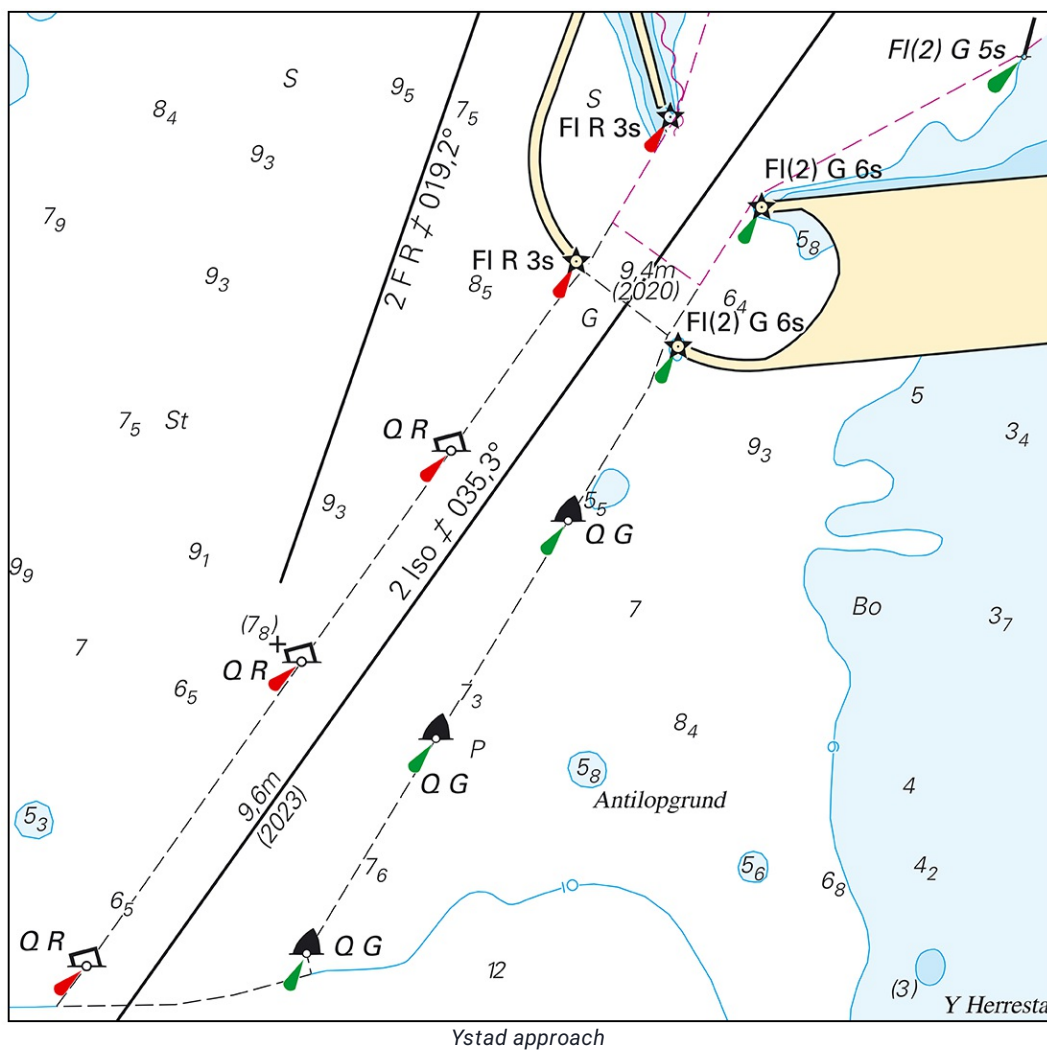 Fl(2) G 5s
S
9₅
S
8₄
7₅
Fl R 3s
9₃
Fl(2) G 6s
2 F R ≠ 019,2°
7₉
5₈
Fl R 3s
9,4m
(2020)
9₃
8₅
6₄
G
Fl(2) G 6s
5
7₅
St
Q R
3₄
9₃
2 Iso ≠ 035,3°
9₃
5₅
Q G
9₁
9₉
Bo
7
3₇
(7₈)
7
Q R
6₅
7₃
8₄
P
6
5₈
Q G
4
Antilopgrund
9,6m
(2023)
5₃
7₆
5₆
4₂
6₈
10
6₅
Q R
Q G
12
(3)
Y Herresta
Ystad approach